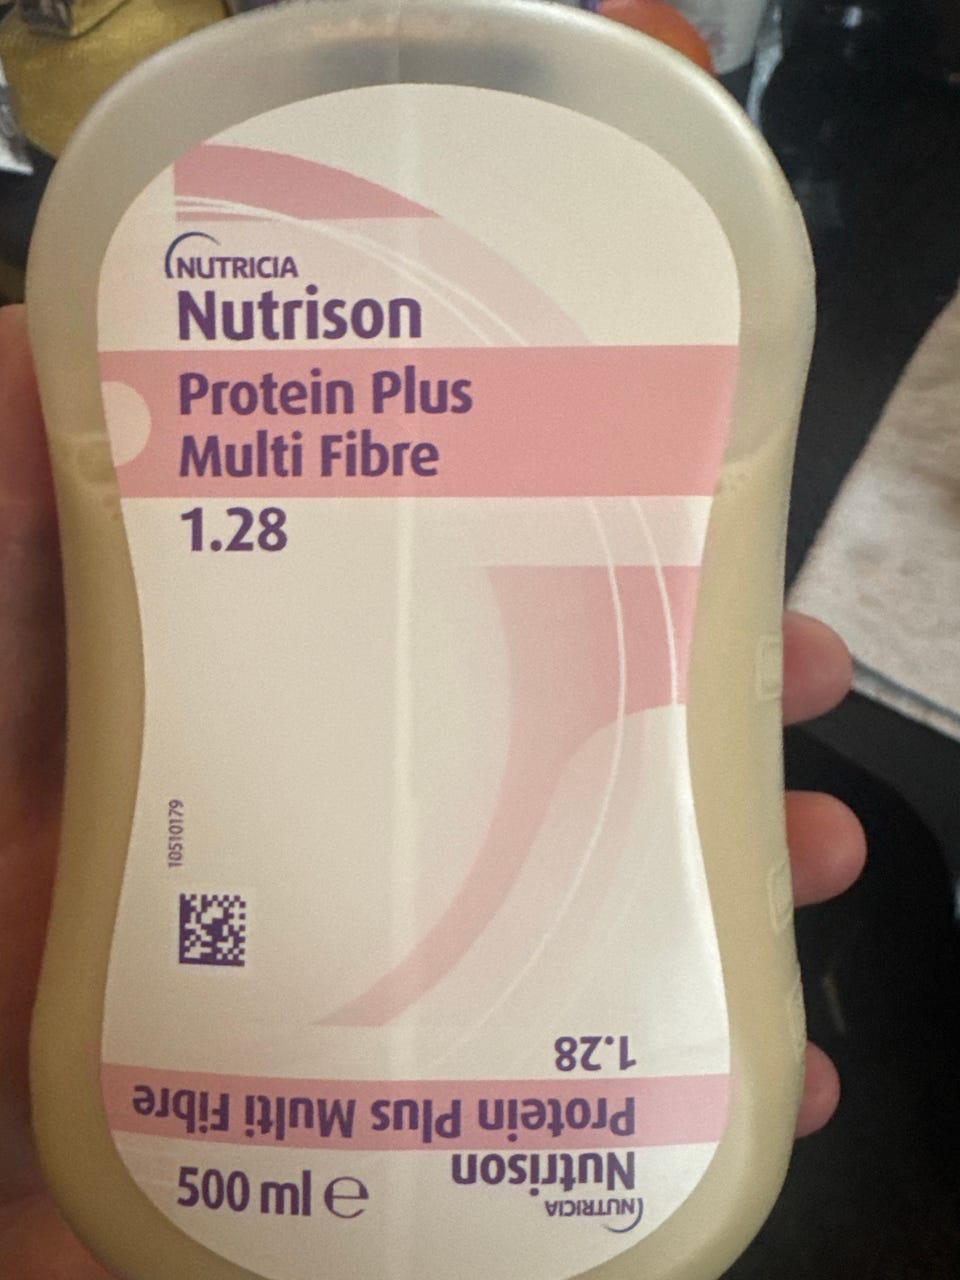 NUTRICIA
Nutrison
Protein Plus
Multi Fibre
1.28
10510179
1.28
Protein Plus Multi Fibre
Nutrison
NUTRICIA
500 ml e